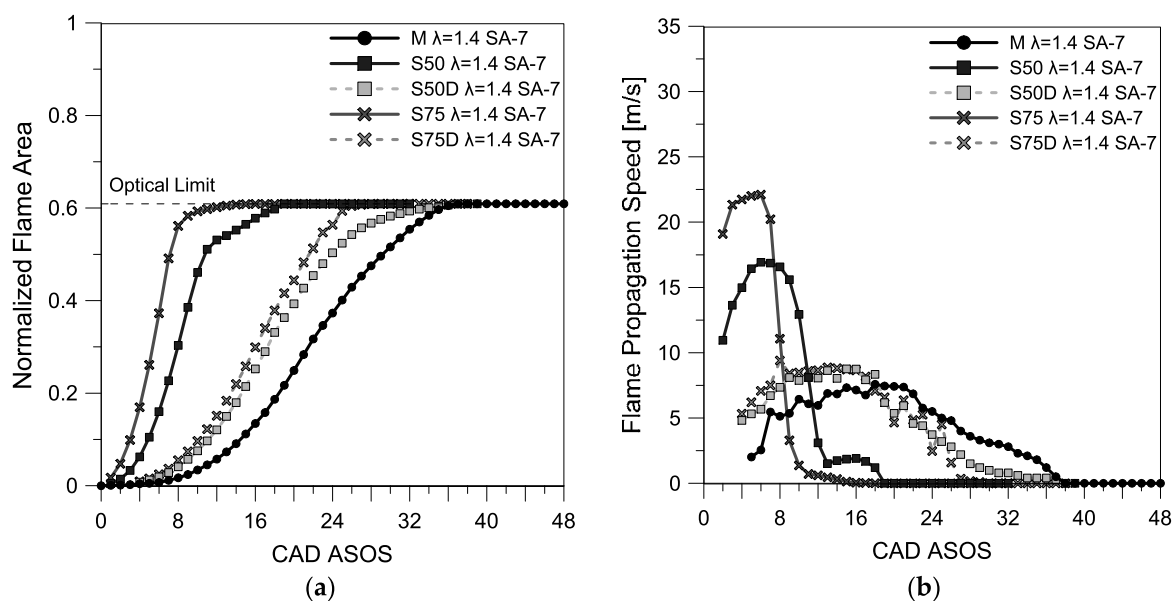 1
0.8
0.6
0.4
0.2
0
Normalized Flame Area
Optical Limit
M λ=1.4 SA-7
S50 λ=1.4 SA-7
S50D λ=1.4 SA-7
S75 λ=1.4 SA-7
S75D λ=1.4 SA-7
0 8 16 24 32 40 48
CAD ASOS
(a)
35
30
25
20
15
10
5
0
Flame Propagation Speed [m/s]
M λ=1.4 SA-7
S50 λ=1.4 SA-7
S50D λ=1.4 SA-7
S75 λ=1.4 SA-7
S75D λ=1.4 SA-7
0 8 16 24 32 40 48
CAD ASOS
(b)